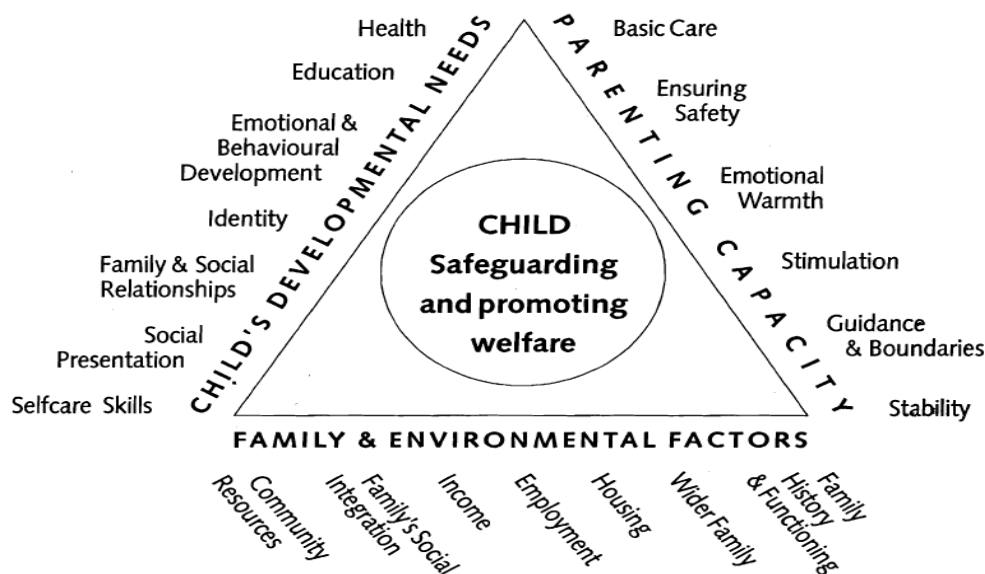 Health
Education
Emotional &
Behavioural
Development
Identity
Family & Social
Relationships
Social
Presentation
Selfcare Skills
CHILD'S DEVELOPMENTAL NEEDS
PARENTING CAPACITY
Basic Care
Ensuring
Safety
Emotional
Warmth
Stimulation
Guidance
& Boundaries
Stability
CHILD
Safeguarding
and promoting
welfare
FAMILY & ENVIRONMENTAL FACTORS
Community
Resources
Family's Social
Integration
Income
Employment
Housing
Wider Family
Family
History
& Functioning